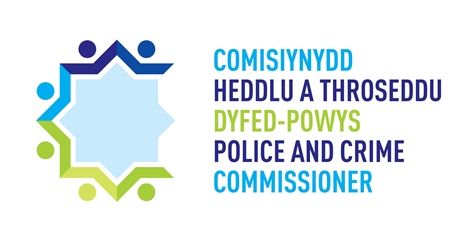 COMISIYNYDD
HEDDLU A THROSEDDU
DYFED-POWYS
POLICE AND CRIME
COMMISSIONER